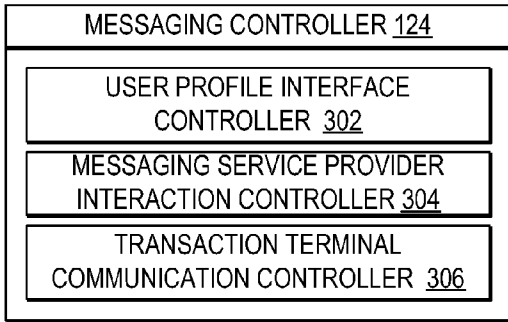 MESSAGING CONTROLLER 124
USER PROFILE INTERFACE
CONTROLLER 302
MESSAGING SERVICE PROVIDER
INTERACTION CONTROLLER 304
TRANSACTION TERMINAL
COMMUNICATION CONTROLLER 306